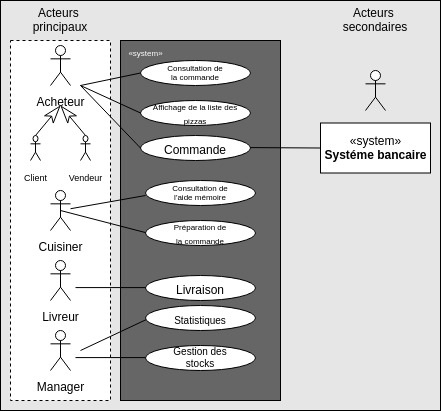 Acteurs
principaux
Acteurs
secondaires
«system»
Consultation de
la commande
Acheteur
Affichage de la liste des
pizzas
Commande
«system»
Systéme bancaire
Client
Vendeur
Consultation de
l'aide mémoire
Cuisiner
Préparation de
la commande
Livraison
Livreur
Statistiques
Gestion des
stocks
Manager